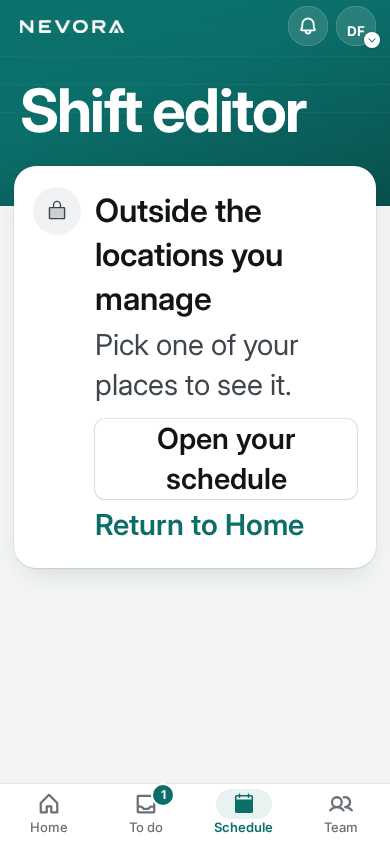 NEVORA
DF
Shift editor
Outside the
locations you
manage
Pick one of your
places to see it.
Open your
schedule
Return to Home
1
Home
To do
Schedule
Team